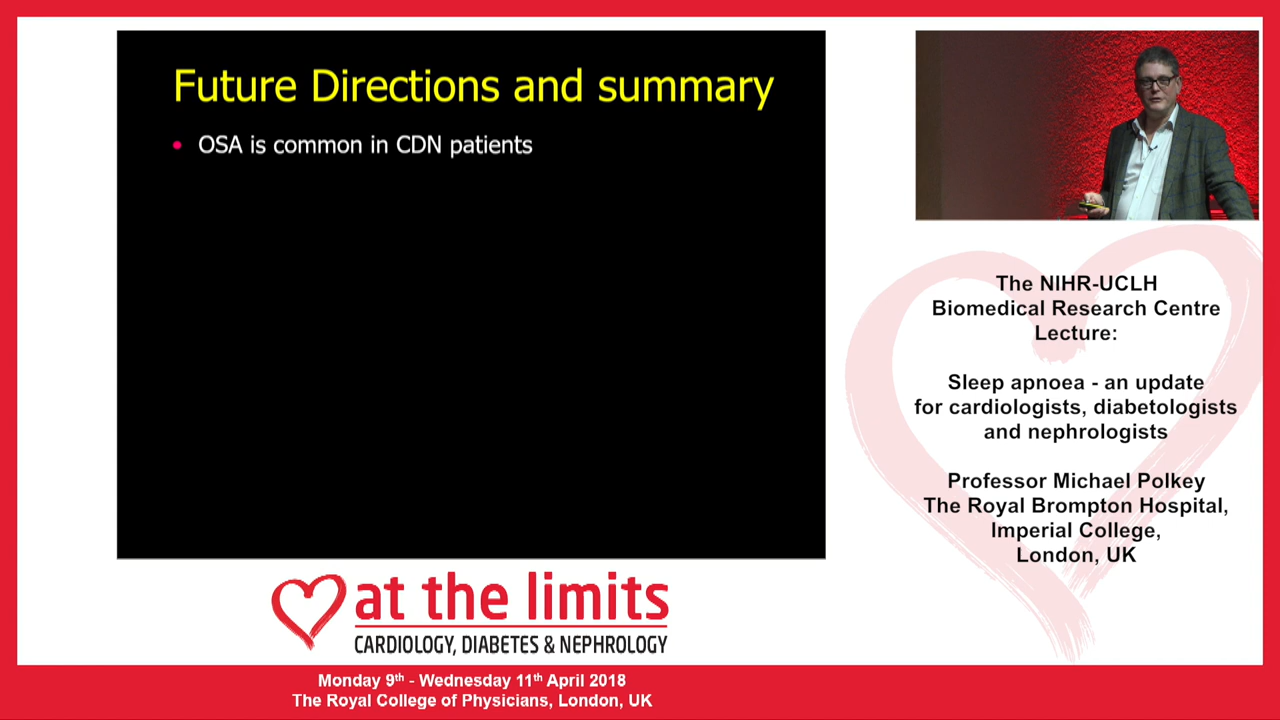 Future Directions and summary
• OSA is common in CDN patients
The NIHR-UCLH
Biomedical Research Centre
Lecture:
Sleep apnoea - an update
for cardiologists, diabetologists
and nephrologists
Professor Michael Polkey
The Royal Brompton Hospital,
Imperial College,
London, UK
at the limits
CARDIOLOGY, DIABETES & NEPHROLOGY
Monday 9th - Wednesday 11th April 2018
The Royal College of Physicians, London, UK